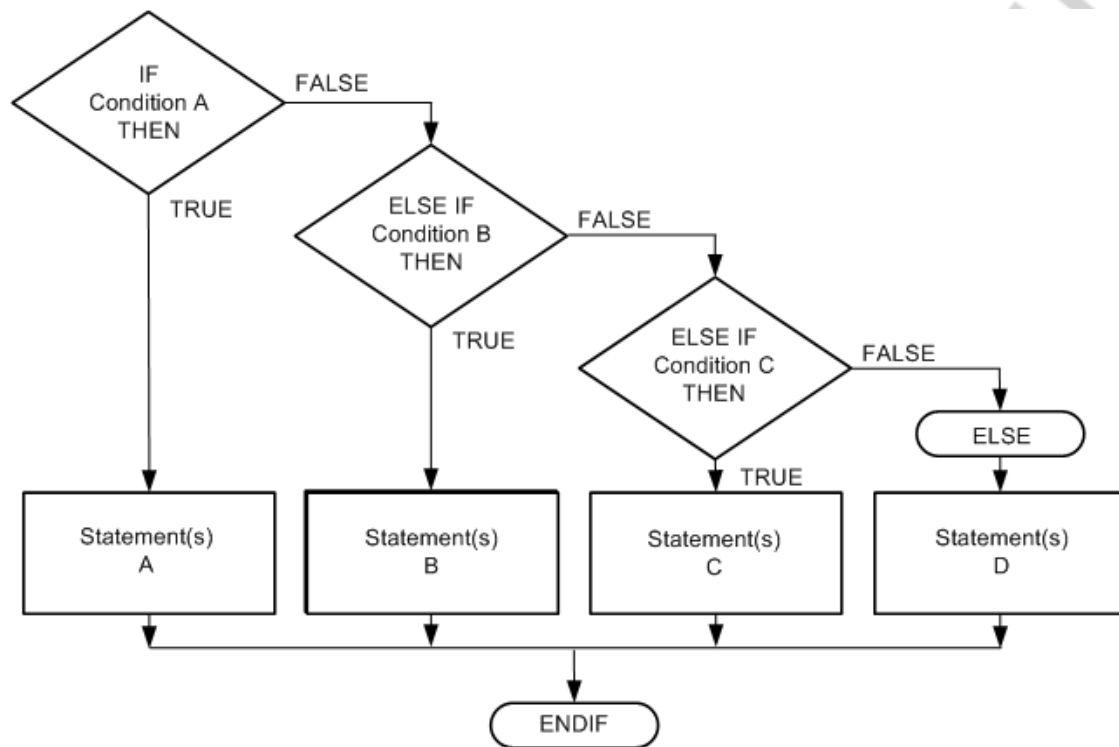 IF
Condition A
THEN
FALSE
TRUE
ELSE IF
Condition B
THEN
FALSE
TRUE
ELSE IF
Condition C
THEN
FALSE
TRUE
ELSE
Statement(s)
A
Statement(s)
B
Statement(s)
C
Statement(s)
D
ENDIF